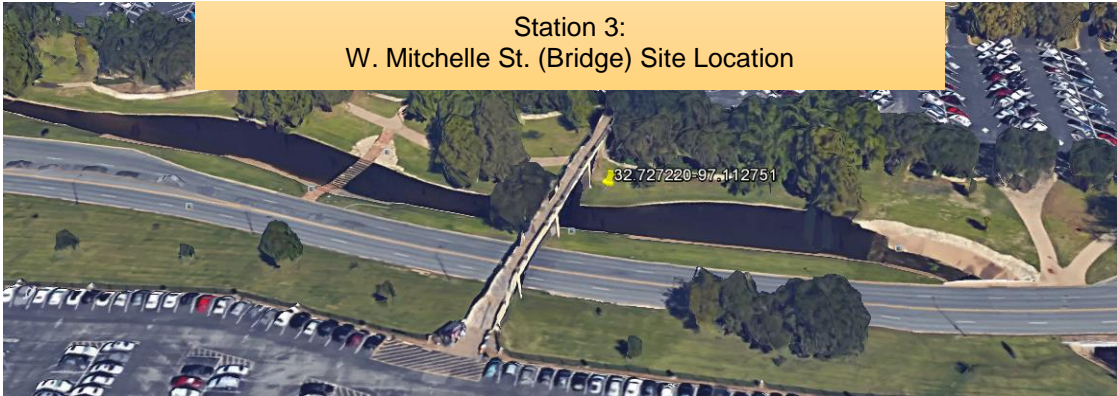 Station 3:
W. Mitchelle St. (Bridge) Site Location
32.727220-97.112751